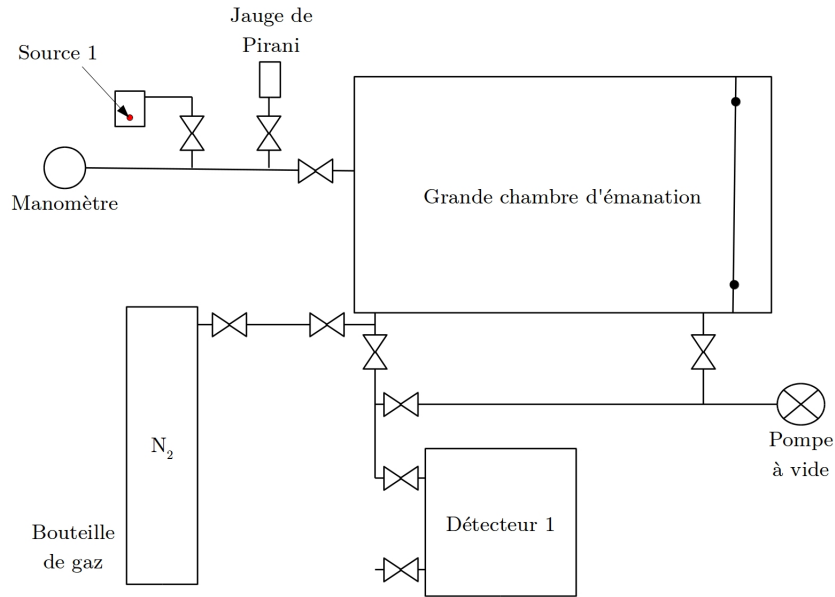 Jauge de
Pirani
Source 1
Manomètre
Grande chambre d'émanation
N2
Bouteille
de gaz
Détecteur 1
Pompe
à vide